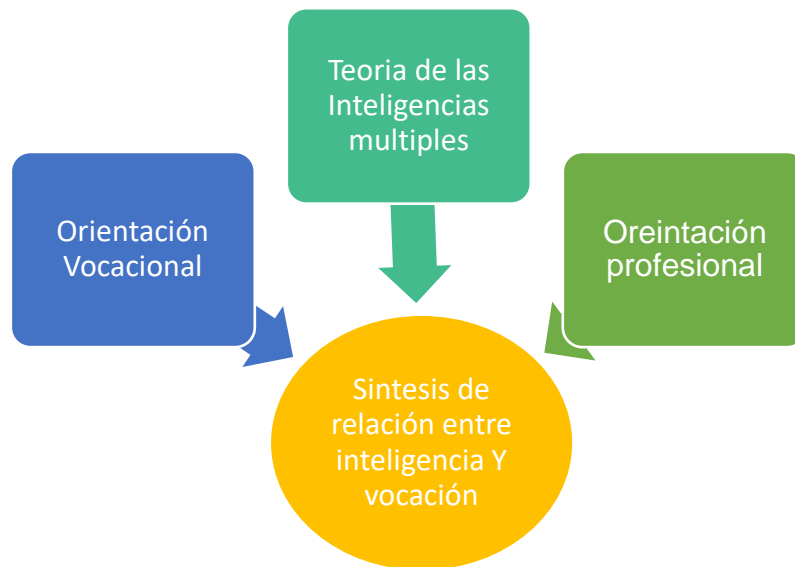 Teoria de las
Inteligencias
multiples
Orientación
Vocacional
Oreintación
profesional
Sintesis de
relación entre
inteligencia Y
vocación